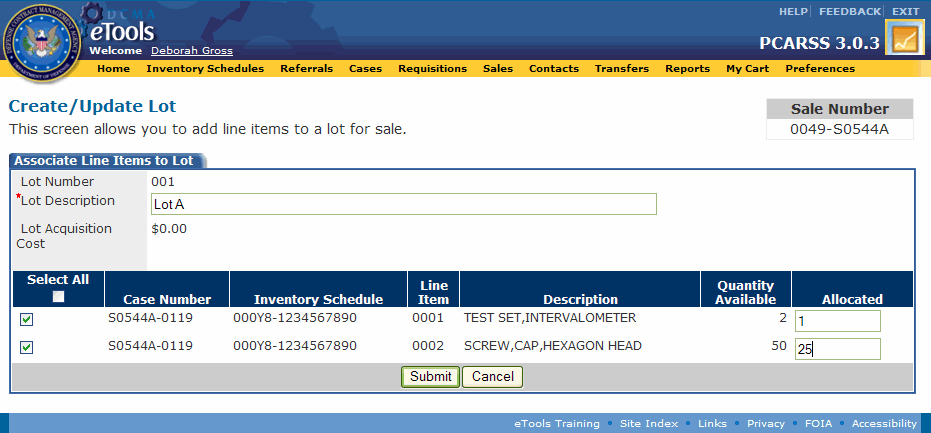 HELP FEEDBACK EXIT
DCMA
eTools
Welcome Deborah Gross
PCARSS 3.0.3
Home Inventory Schedules Referrals Cases Requisitions Sales Contacts Transfers Reports My Cart Preferences
Create/Update Lot
This screen allows you to add line items to a lot for sale.
Sale Number
0049-S0544A
Associate Line Items to Lot
Lot Number 001
*Lot Description Lot A
Lot Acquisition Cost $0.00
Select All Case Number Inventory Schedule Line Item Description Quantity Available Allocated
S0544A-0119 000Y8-1234567890 0001 TEST SET,INTERVALOMETER 2 1
S0544A-0119 000Y8-1234567890 0002 SCREW,CAP,HEXAGON HEAD 50 25
Submit Cancel
eTools Training • Site Index • Links • Privacy • FOIA • Accessibility